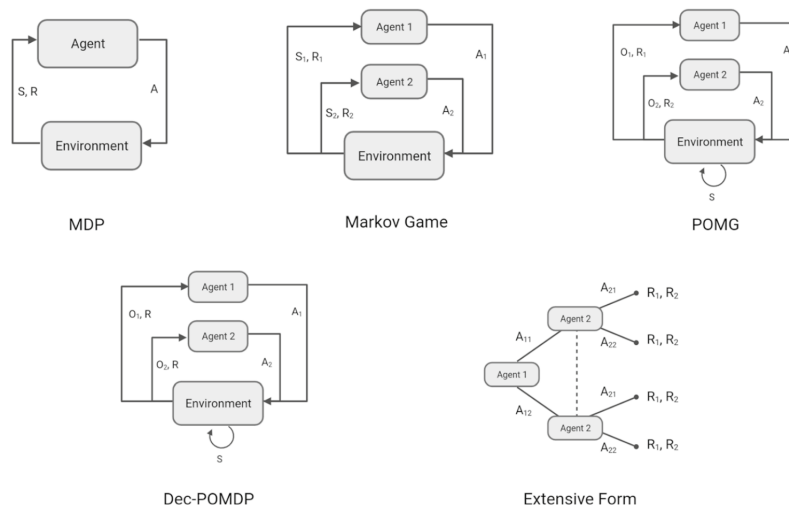 Agent
S, R
A
Environment
MDP
Agent 1
S₁, R₁
A₁
Agent 2
S₂, R₂
A₂
Environment
Markov Game
Agent 1
O₁, R₁
A
Agent 2
O₂, R₂
A₂
Environment
S
POMG
Agent 1
O₁, R
A₁
Agent 2
O₂, R
A₂
Environment
S
Dec-POMDP
A₂₁
R₁, R₂
Agent 2
A₁₁
A₂₂
R₁, R₂
Agent 1
A₂₁
R₁, R₂
A₁₂
Agent 2
A₂₂
R₁, R₂
Extensive Form